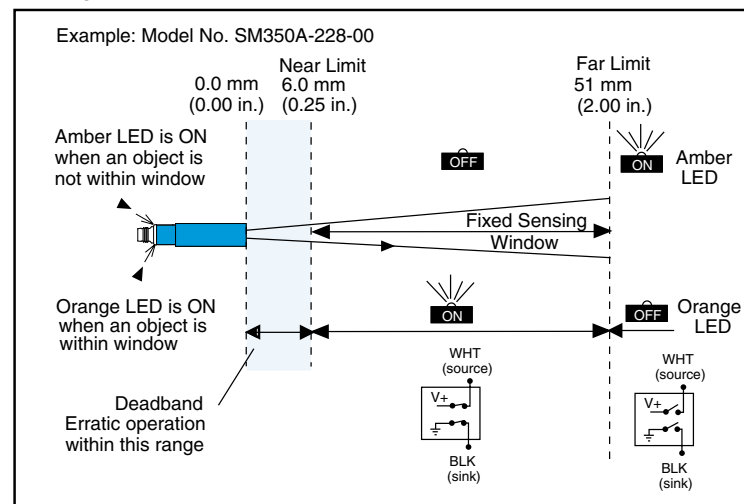 Example: Model No. SM350A-228-00
0.0 mm
(0.00 in.)
Near Limit
6.0 mm
(0.25 in.)
Far Limit
51 mm
(2.00 in.)
Amber LED is ON
when an object is
not within window
OFF
ON
Amber
LED
Fixed Sensing
Window
Orange LED is ON
when an object is
within window
ON
OFF
Orange
LED
Deadband
Erratic operation
within this range
WHT
(source)
V+
BLK
(sink)
WHT
(source)
V+
BLK
(sink)